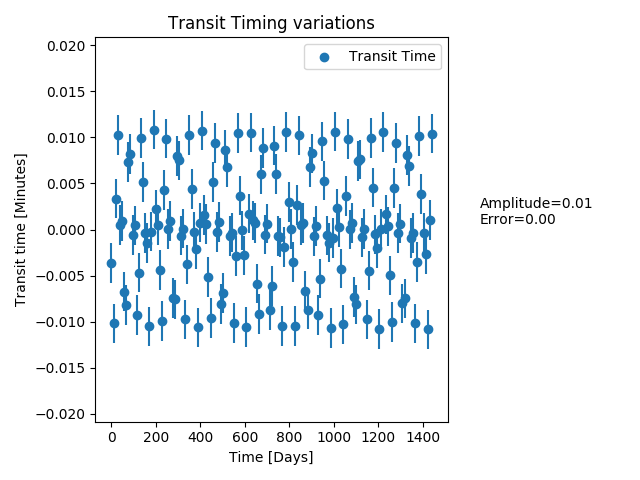 Transit Timing variations
Transit Time
0.020
0.015
0.010
0.005
0.000
−0.005
−0.010
−0.015
−0.020
Transit time [Minutes]
0 200 400 600 800 1000 1200 1400
Time [Days]
Amplitude=0.01
Error=0.00